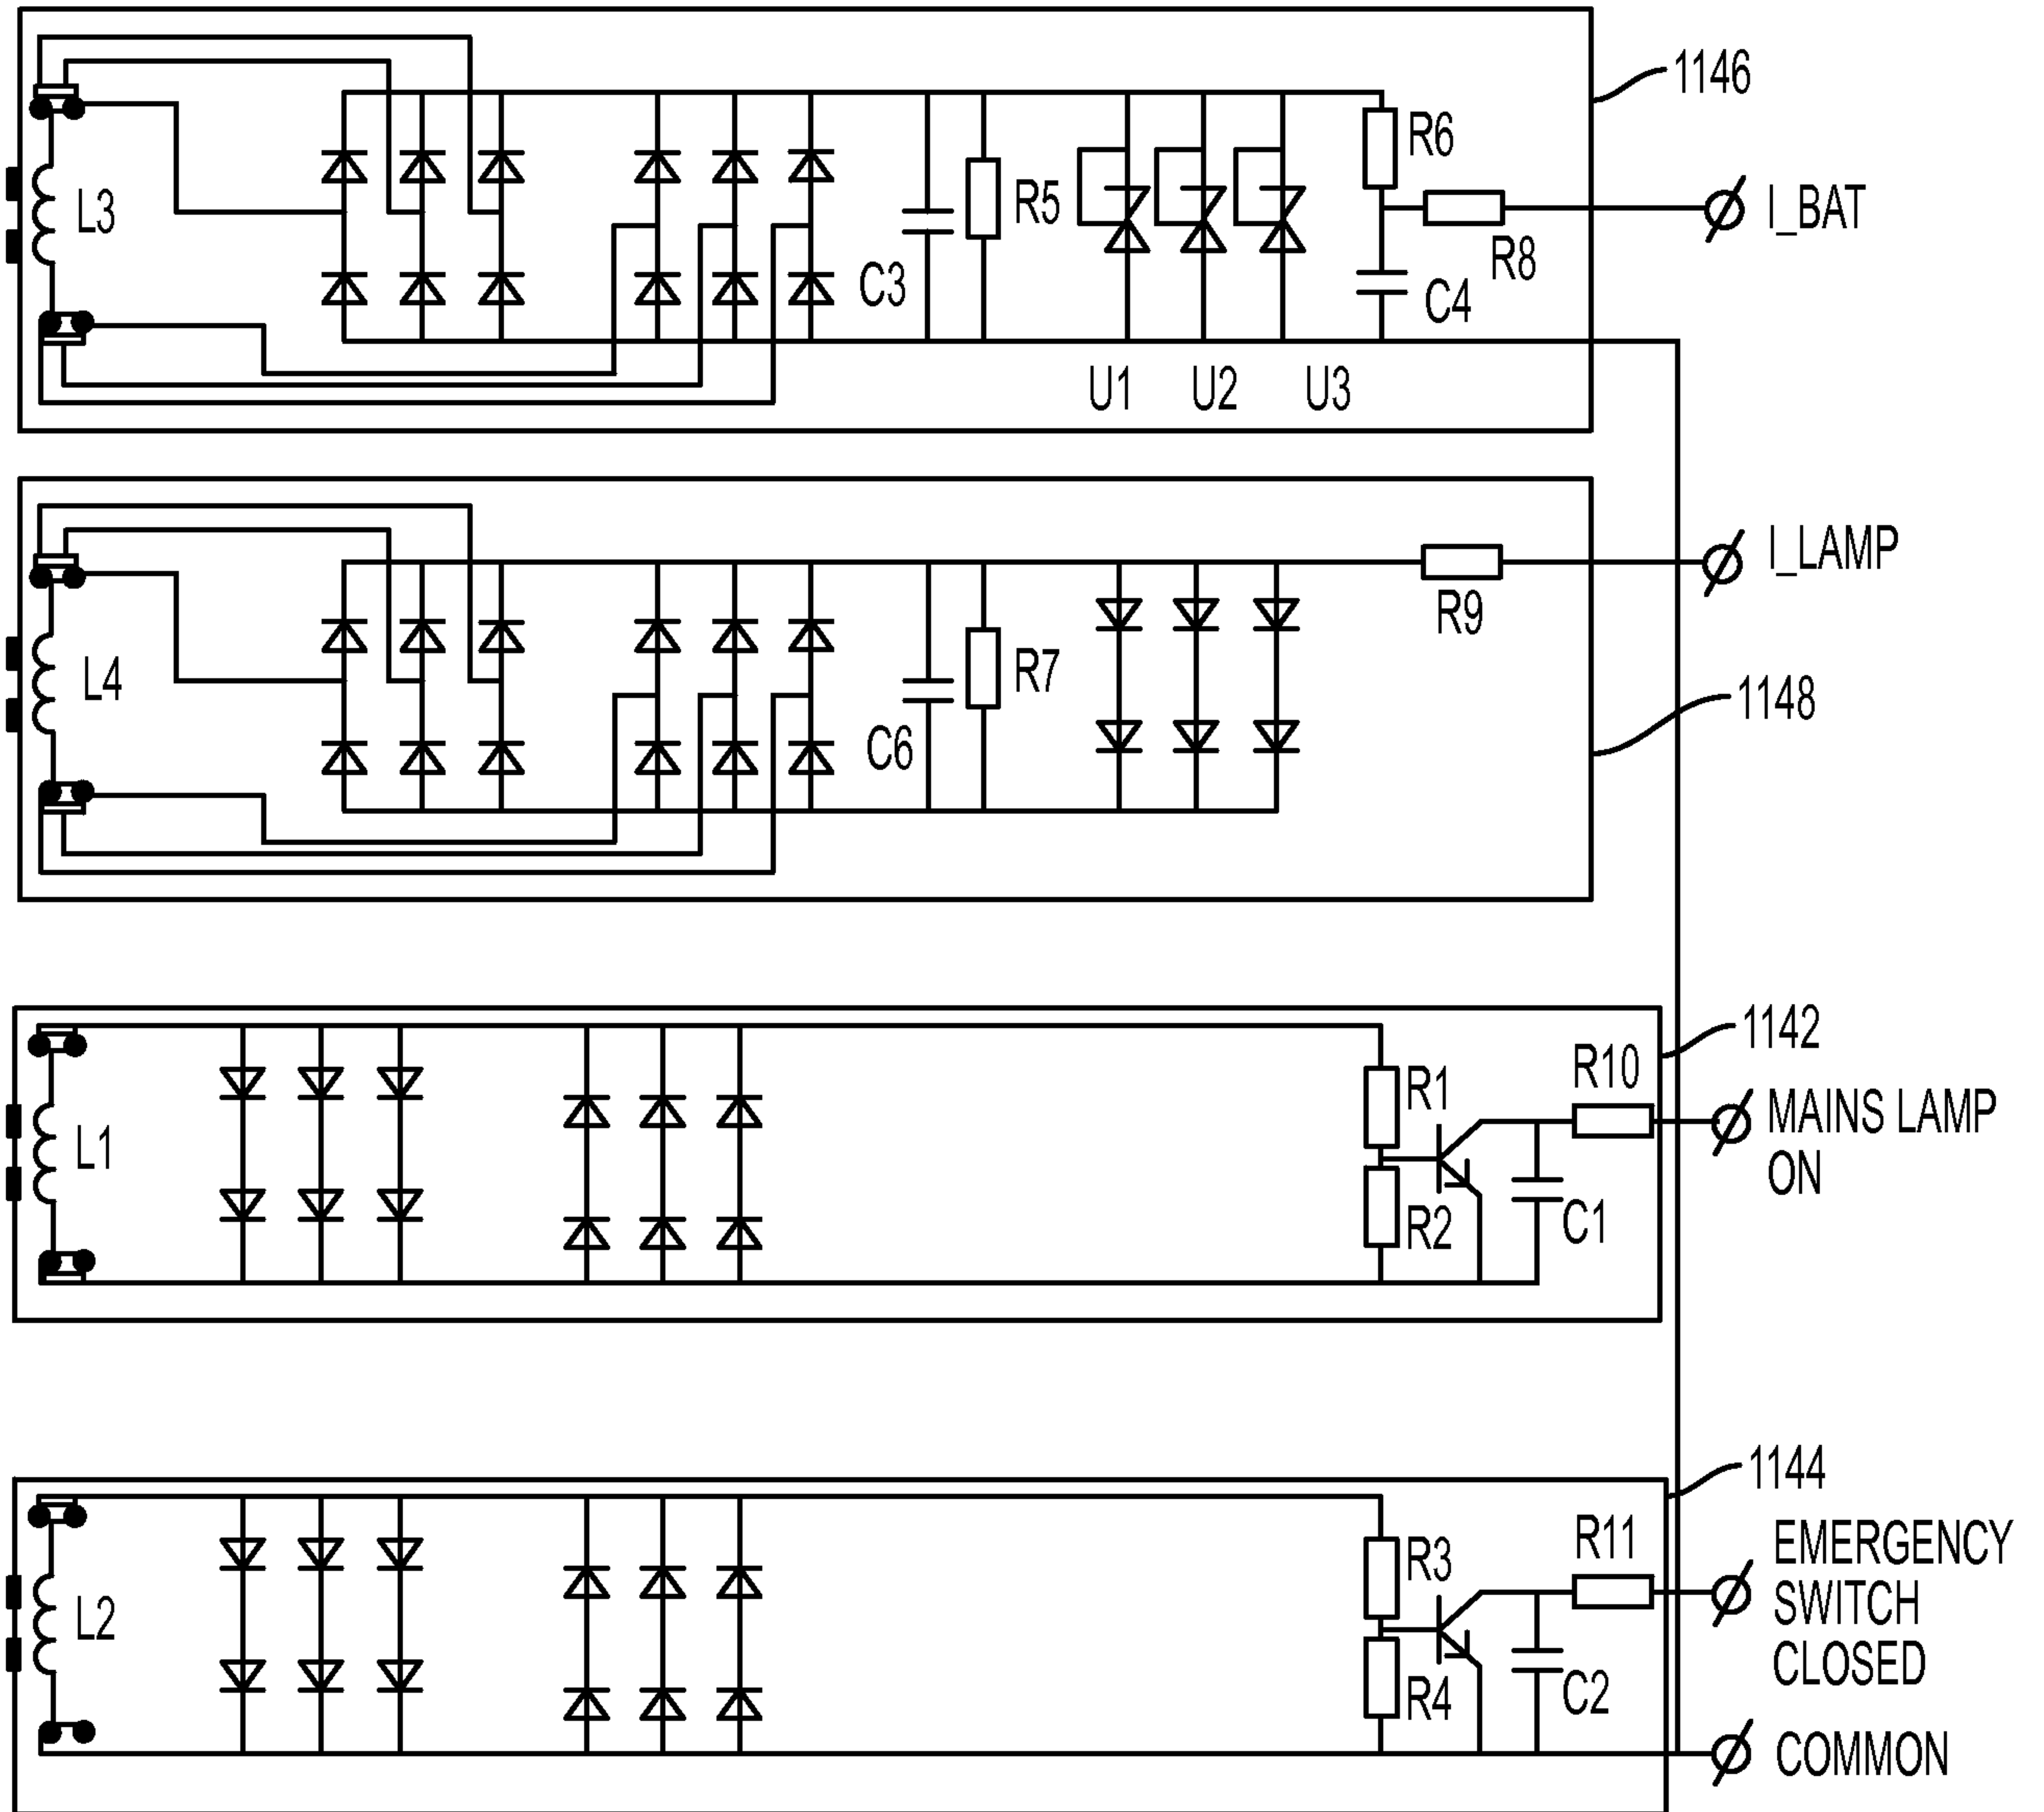 1146
R6
L3
R5
I_BAT
R8
C3
C4
U1 U2 U3
I_LAMP
R9
L4
R7
1148
C6
1142
R10
R1
MAINS LAMP
ON
L1
R2
C1
1144
R11
EMERGENCY
SWITCH
CLOSED
R3
L2
R4
C2
COMMON